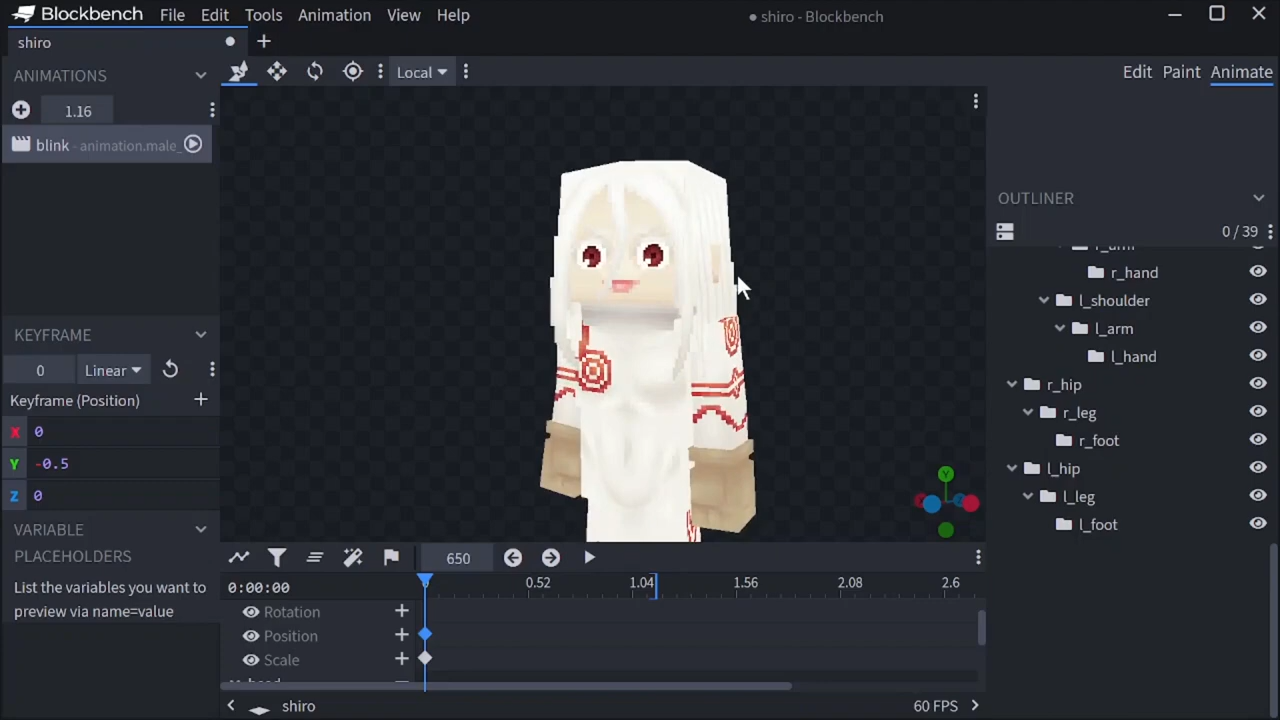 Blockbench File Edit Tools Animation View Help shiro - Blockbench
shiro
ANIMATIONS Local Edit Paint Animate
1.16
blink - animation.male_
OUTLINER
0 / 39
r_hand
l_shoulder
KEYFRAME l_arm
0 Linear l_hand
Keyframe (Position) r_hip
r_leg
X 0 r_foot
Y -0.5 l_hip
Z 0 l_leg
VARIABLE l_foot
PLACEHOLDERS 650
List the variables you want to 0:00:00 0.52 1.04 1.56 2.08 2.6
preview via name=value Rotation
Position
Scale
shiro 60 FPS